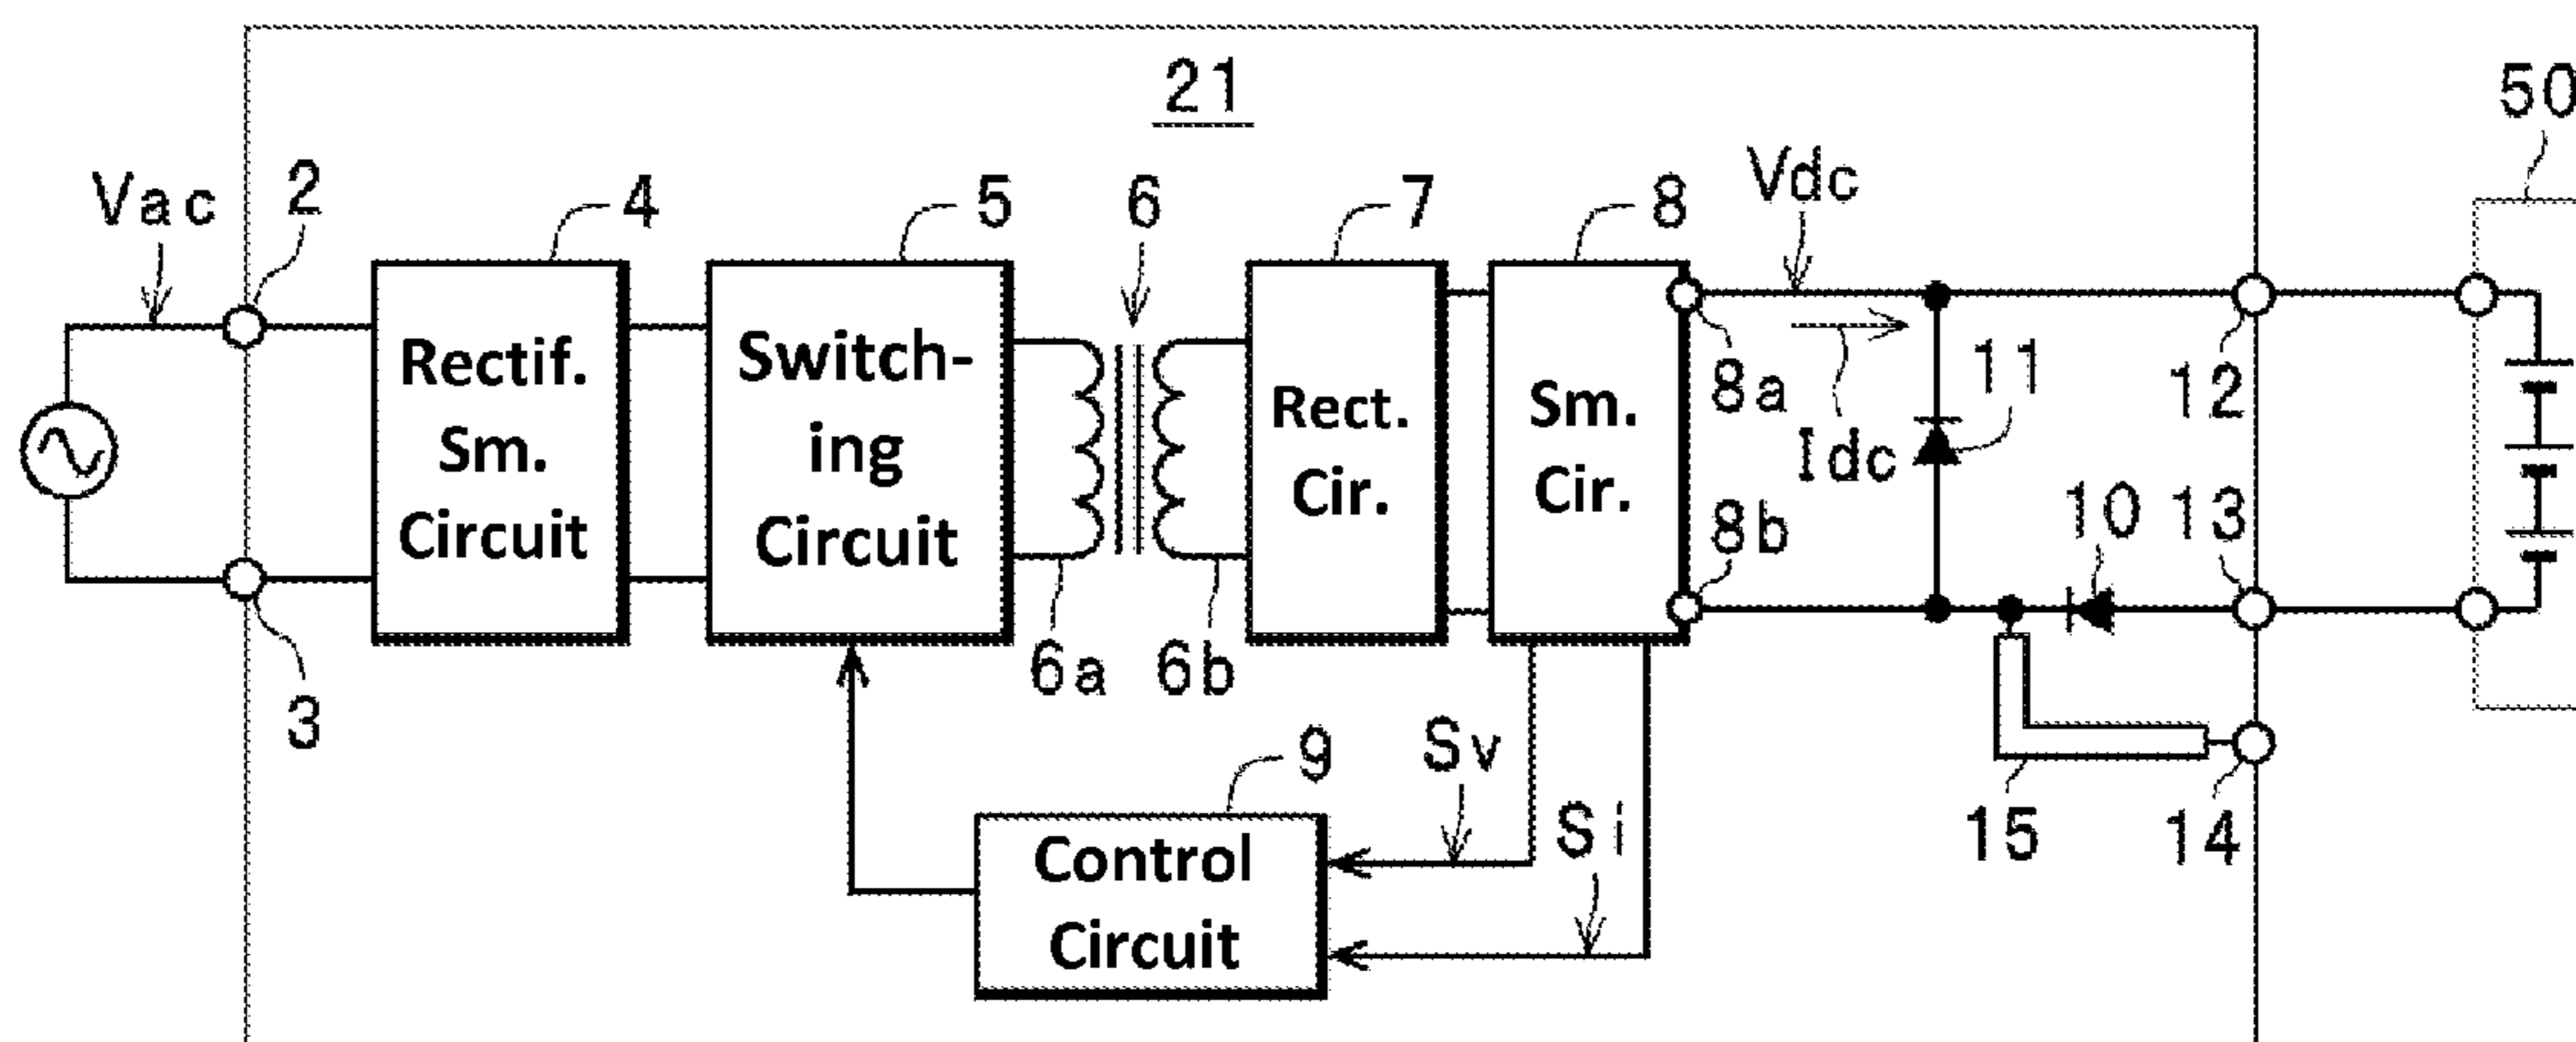 21
50
Vac
2
4
5
6
7
8
Vdc
Rectif.
Sm.
Circuit
Switch-
ing
Circuit
Rect.
Cir.
Sm.
Cir.
8a
Idc
11
12
8b
10
13
3
6a
6b
9
Sv
Si
15
14
Control
Circuit